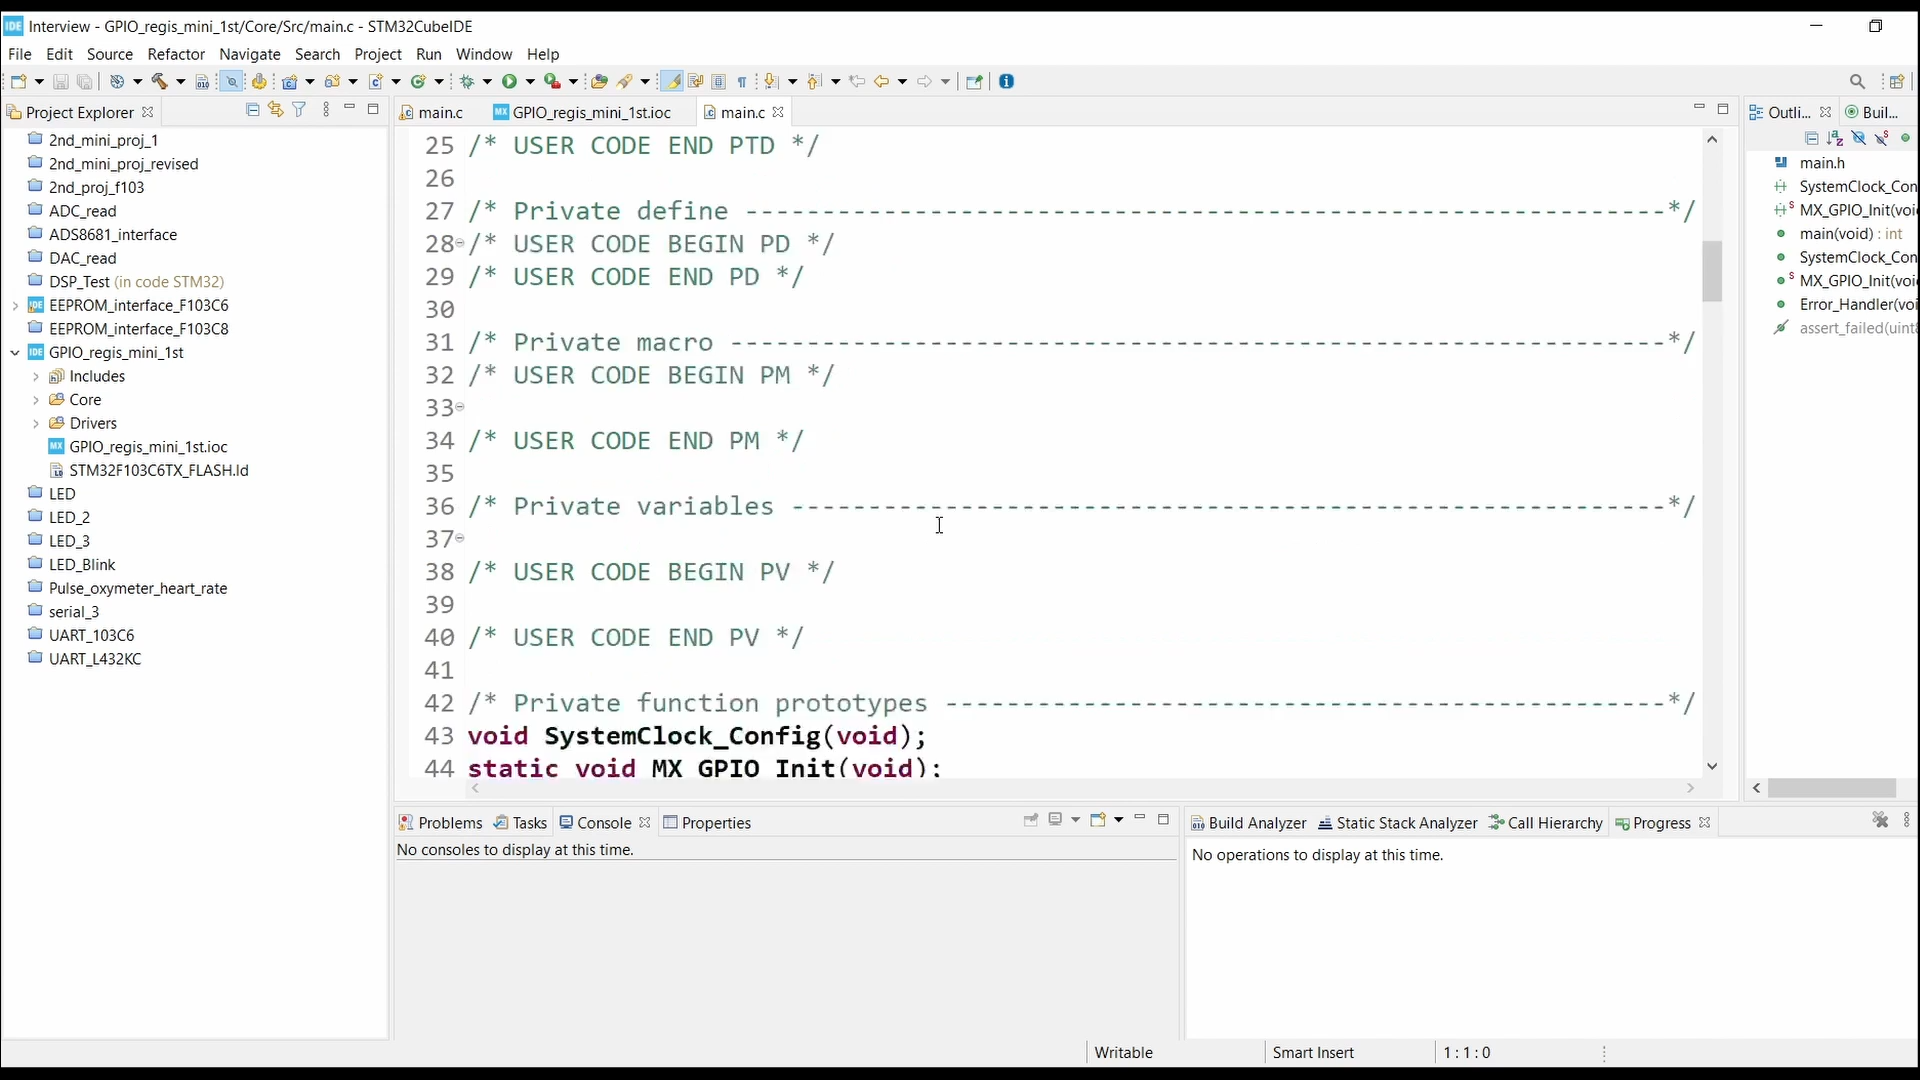 Interview - GPIO_regis_mini_1st/Core/Src/main.c - STM32CubeIDE
File Edit Source Refactor Navigate Search Project Run Window Help
Project Explorer
2nd_mini_proj_1
2nd_mini_proj_revised
2nd_proj_f103
ADC_read
ADS8681_interface
DAC_read
DSP_Test (in code STM32)
EEPROM_interface_F103C6
EEPROM_interface_F103C8
GPIO_regis_mini_1st
Includes
Core
Drivers
GPIO_regis_mini_1st.ioc
STM32F103C6TX_FLASH.ld
LED
LED_2
LED_3
LED_Blink
Pulse_oxymeter_heart_rate
serial_3
UART_103C6
UART_L432KC
main.c GPIO_regis_mini_1st.ioc main.c
25 /* USER CODE END PTD */
26
27 /* Private define ------------------------------------------------------------*/
28 /* USER CODE BEGIN PD */
29 /* USER CODE END PD */
30
31 /* Private macro -------------------------------------------------------------*/
32 /* USER CODE BEGIN PM */
33
34 /* USER CODE END PM */
35
36 /* Private variables ---------------------------------------------------------*/
37
38 /* USER CODE BEGIN PV */
39
40 /* USER CODE END PV */
41
42 /* Private function prototypes -----------------------------------------------*/
43 void SystemClock_Config(void);
44 static void MX_GPIO_Init(void);
Outli... Buil...
main.h
SystemClock_Con
MX_GPIO_Init(voi
main(void) : int
SystemClock_Con
MX_GPIO_Init(voi
Error_Handler(voi
assert_failed(uint8
Problems Tasks Console Properties
No consoles to display at this time.
Build Analyzer Static Stack Analyzer Call Hierarchy Progress
No operations to display at this time.
Writable Smart Insert 1 : 1 : 0